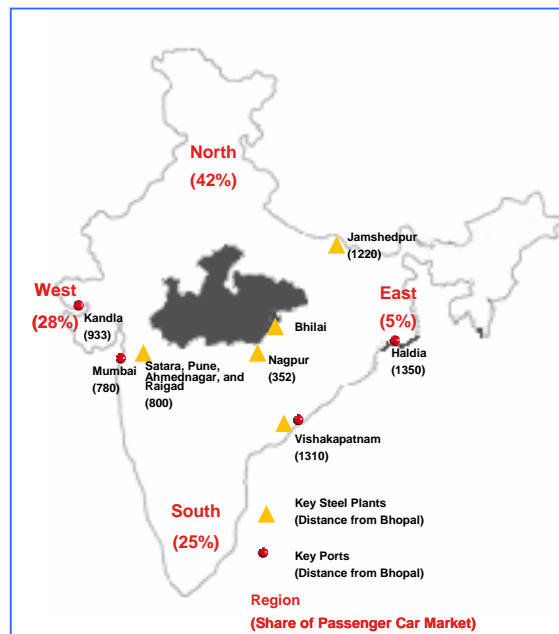 North
(42%)
Jamshedpur
(1220)
West
(28%)
Kandla
(933)
East
(5%)
Bhilai
Haldia
(1350)
Mumbai
(780)
Satara, Pune,
Ahmednagar, and
Raigad
(800)
Nagpur
(352)
Vishakapatnam
(1310)
South
(25%)
Key Steel Plants
(Distance from Bhopal)
Key Ports
(Distance from Bhopal)
Region
(Share of Passenger Car Market)